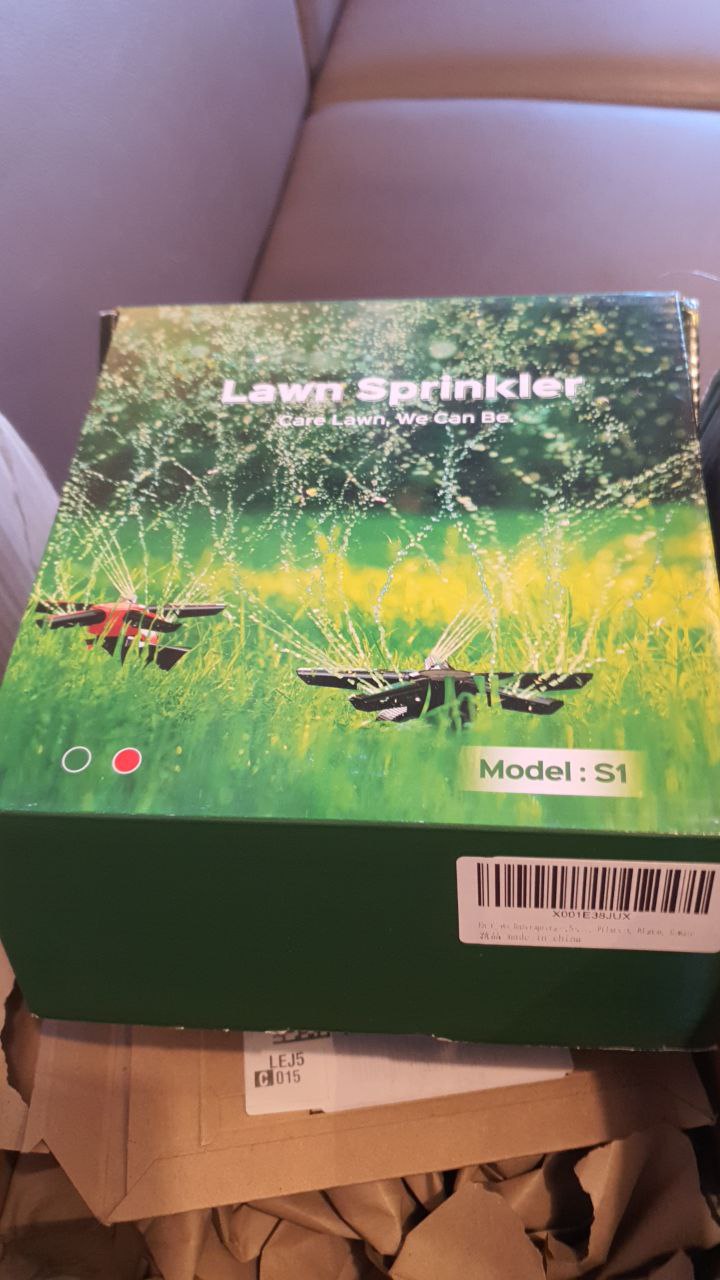 Lawn Sprinkler
Care Lawn, We Can Be.
Model : S1
X001E38JUX
made in china
LEJ5
C 015